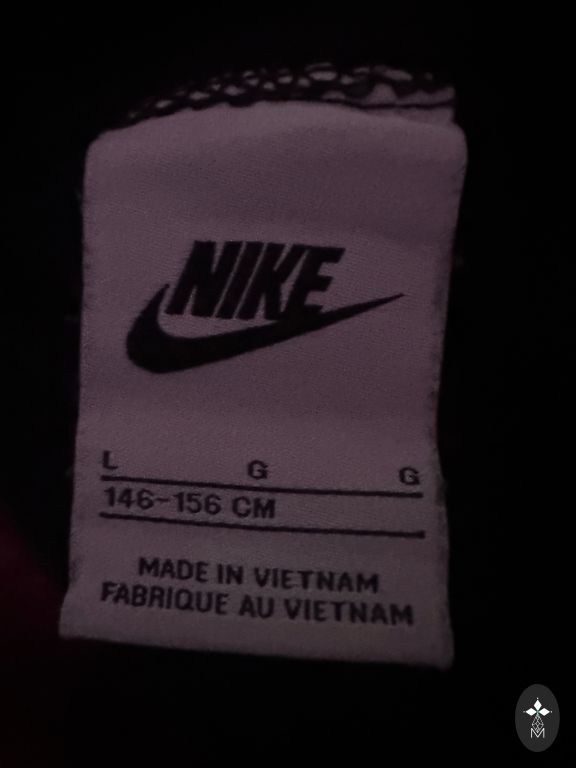 NIKE
L G G
146-156 CM
MADE IN VIETNAM
FABRIQUE AU VIETNAM
M